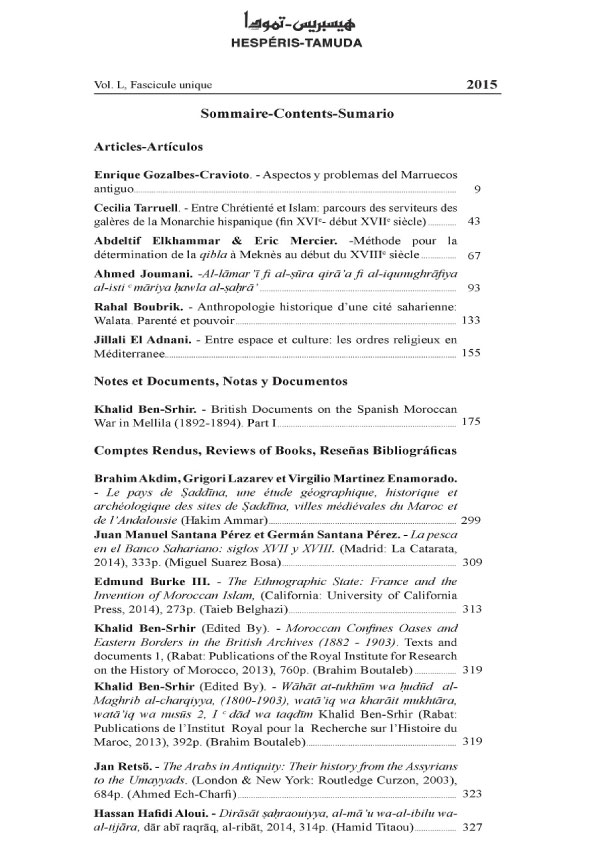 هيسبريس-تمودا
HESPÉRIS-TAMUDA
Vol. L, Fascicule unique 2015
Sommaire-Contents-Sumario
Articles-Artículos
Enrique Gozalbes-Cravioto. - Aspectos y problemas del Marruecos
antiguo 9
Cecilia Tarruell. - Entre Chrétienté et Islam: parcours des serviteurs des
galères de la Monarchie hispanique (fin XVIe- début XVIIe siècle) 43
Abdeltif Elkhammar & Eric Mercier. -Méthode pour la
détermination de la qibla à Meknès au début du XVIIIe siècle 67
Ahmed Joumani. -Al-lāmar'ī fi al-ṣūra qirā'a fi al-iqunughrāfiya
al-isti ᶜ māriya ḥawla al-ṣaḥrā' 93
Rahal Boubrik. - Anthropologie historique d'une cité saharienne:
Walata. Parenté et pouvoir 133
Jillali El Adnani. - Entre espace et culture: les ordres religieux en
Méditerranee 155
Notes et Documents, Notas y Documentos
Khalid Ben-Srhir. - British Documents on the Spanish Moroccan
War in Mellila (1892-1894). Part I 175
Comptes Rendus, Reviews of Books, Reseñas Bibliográficas
Brahim Akdim, Grigori Lazarev et Virgilio Martinez Enamorado.
- Le pays de Ṣaddīna, une étude géographique, historique et
archéologique des sites de Ṣaddīna, villes médiévales du Maroc et
de l'Andalousie (Hakim Ammar) 299
Juan Manuel Santana Pérez et Germán Santana Pérez. - La pesca
en el Banco Sahariano: siglos XVII y XVIII. (Madrid: La Catarata,
2014), 333p. (Miguel Suarez Bosa) 309
Edmund Burke III. - The Ethnographic State: France and the
Invention of Moroccan Islam, (California: University of California
Press, 2014), 273p. (Taieb Belghazi) 313
Khalid Ben-Srhir (Edited By). - Moroccan Confines Oases and
Eastern Borders in the British Archives (1882 - 1903). Texts and
documents 1, (Rabat: Publications of the Royal Institute for Research
on the History of Morocco, 2013), 760p. (Brahim Boutaleb) 319
Khalid Ben-Srhir (Edited By). - Wāhāt at-tukhūm wa ḥudūd al-
Maghrib al-charqiyya, (1800-1903), watā'iq wa kharāit mukhtāra,
watā'iq wa nusūs 2, I ᶜ dād wa taqdīm Khalid Ben-Srhir (Rabat:
Publications de l'Institut Royal pour la Recherche sur l'Histoire du
Maroc, 2013), 392p. (Brahim Boutaleb) 319
Jan Retsö. - The Arabs in Antiquity: Their history from the Assyrians
to the Umayyads. (London & New York: Routledge Curzon, 2003),
684p. (Ahmed Ech-Charfi) 323
Hassan Hafidi Aloui. - Dirāsāt ṣaḥraouiyya, al-mā'u wa-al-ibilu wa-
al-tijāra, dār abī raqrāq, al-ribāt, 2014, 314p. (Hamid Titaou) 327